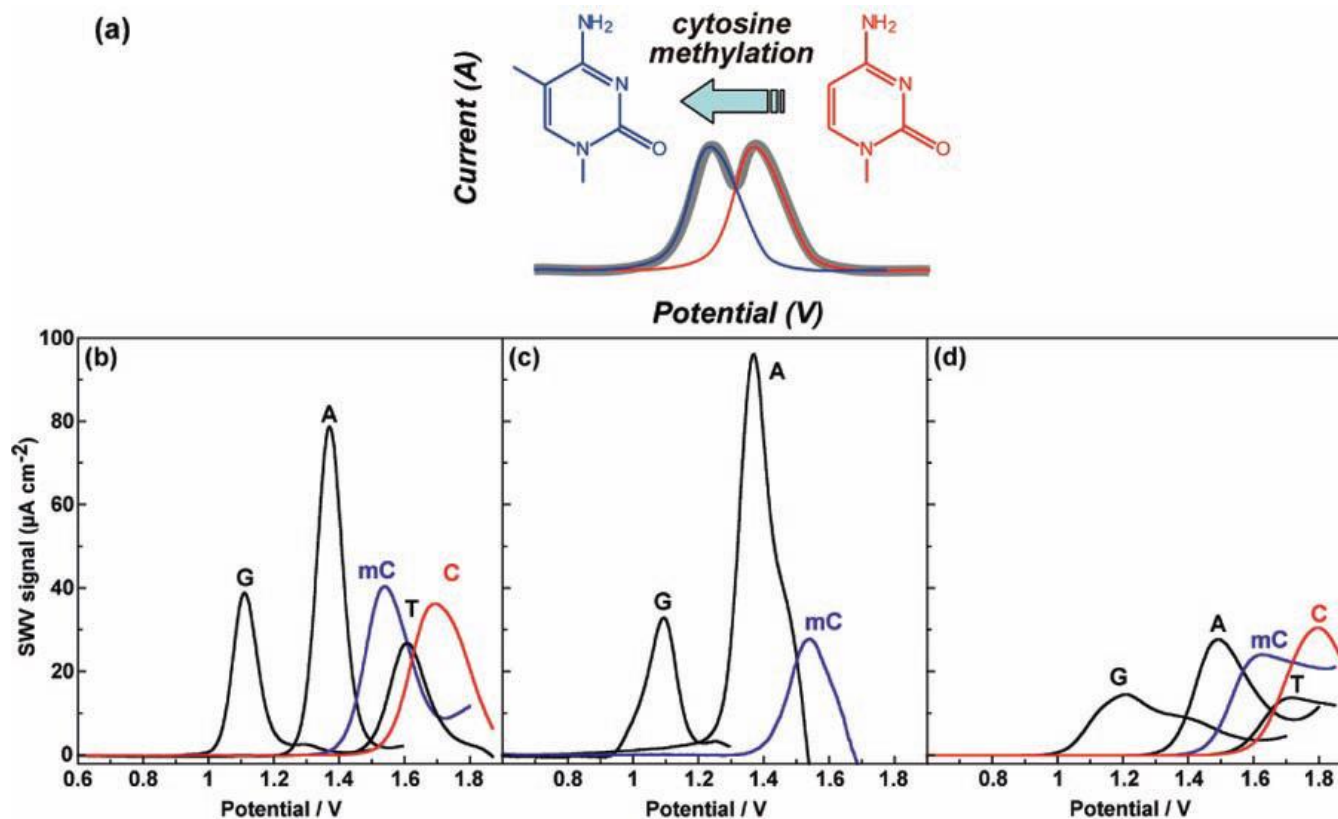 (a)
NH₂
N
N
O
cytosine
methylation
NH₂
N
N
O
Current (A)
Potential (V)
SWV signal (µA cm⁻²)
100
80
60
40
20
0
(b)
G
A
mC
T
C
0.6 0.8 1 1.2 1.4 1.6 1.8
Potential / V
(c)
G
A
mC
0.8 1 1.2 1.4 1.6 1.8
Potential / V
(d)
G
A
mC
T
C
0.8 1 1.2 1.4 1.6 1.8
Potential / V